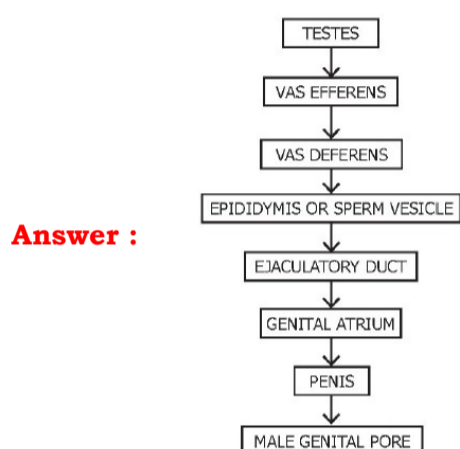 TESTES
VAS EFFERENS
VAS DEFERENS
EPIDIDYMIS OR SPERM VESICLE
Answer :
EJACULATORY DUCT
GENITAL ATRIUM
PENIS
MALE GENITAL PORE